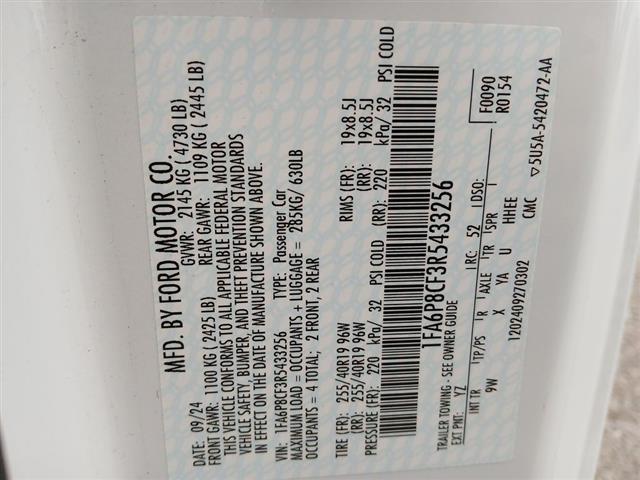 MFD. BY FORD MOTOR CO.
DATE: 09/24 GVWR: 2145 KG ( 4730 LB)
FRONT GAWR: 1100 KG ( 2425 LB) REAR GAWR: 1109 KG ( 2445 LB)
THIS VEHICLE CONFORMS TO ALL APPLICABLE FEDERAL MOTOR
VEHICLE SAFETY, BUMPER, AND THEFT PREVENTION STANDARDS
IN EFFECT ON THE DATE OF MANUFACTURE SHOWN ABOVE.
VIN: 1FA6P8CF3R5433256 TYPE: Passenger Car
MAXIMUM LOAD = OCCUPANTS + LUGGAGE = 285KG/ 630LB
OCCUPANTS = 4 TOTAL; 2 FRONT, 2 REAR
TIRE (FR): 255/40R19 96W RIMS (FR): 19x8.5J
TIRE (RR): 255/40R19 96W RIMS (RR): 19x8.5J
PRESSURE (FR): 220 kPa/ 32 PSI COLD (RR): 220 kPa/ 32 PSI COLD
1FA6P8CF3R5433256
TRAILER TOWING - SEE OWNER GUIDE
EXT PNT: YZ RC: 52 DSO: F0090
R0154
INT TR TP/PS R AXLE TR SPR
9W X YA U HHEE
1202409270302 CMC ▽5U5A-5420472-AA